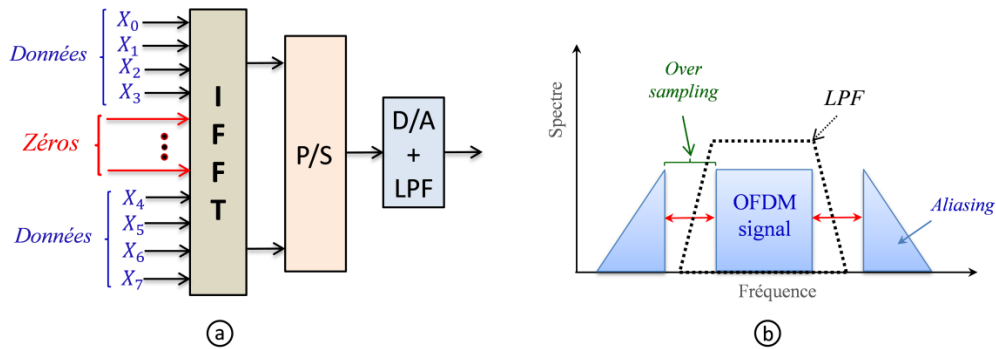 Données
X0
X1
X2
X3
Zéros
Données
X4
X5
X6
X7
I
F
F
T
P/S
D/A
+
LPF
a
Spectre
Over
sampling
LPF
OFDM
signal
Aliasing
Fréquence
b